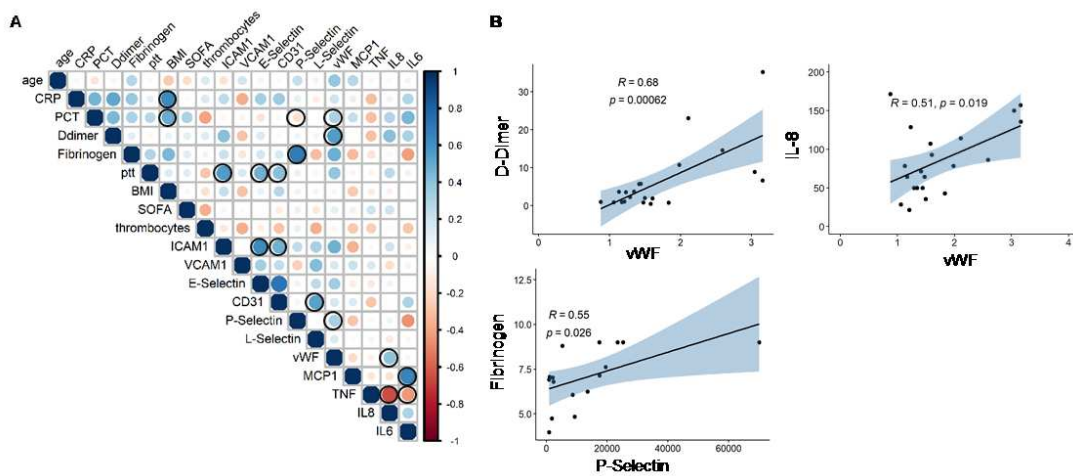 A
age
CRP
PCT
Ddimer
Fibrinogen
ptt
BMI
SOFA
thrombocytes
ICAM1
VCAM1
E-Selectin
CD31
P-Selectin
L-Selectin
vWF
MCP1
TNF
IL8
IL6
age
CRP
PCT
Ddimer
Fibrinogen
ptt
BMI
SOFA
thrombocytes
ICAM1
VCAM1
E-Selectin
CD31
P-Selectin
L-Selectin
vWF
MCP1
TNF
IL8
IL6
1
0.8
0.6
0.4
0.2
0
-0.2
-0.4
-0.6
-0.8
-1
B
D-Dimer
30
20
10
0
R = 0.68
p = 0.00062
0 1 2 3
vWF
IL-8
200
150
100
50
0
R = 0.51, p = 0.019
0 1 2 3 4
vWF
Fibrinogen
12.5
10.0
7.5
5.0
R = 0.55
p = 0.026
0 20000 40000 60000
P-Selectin